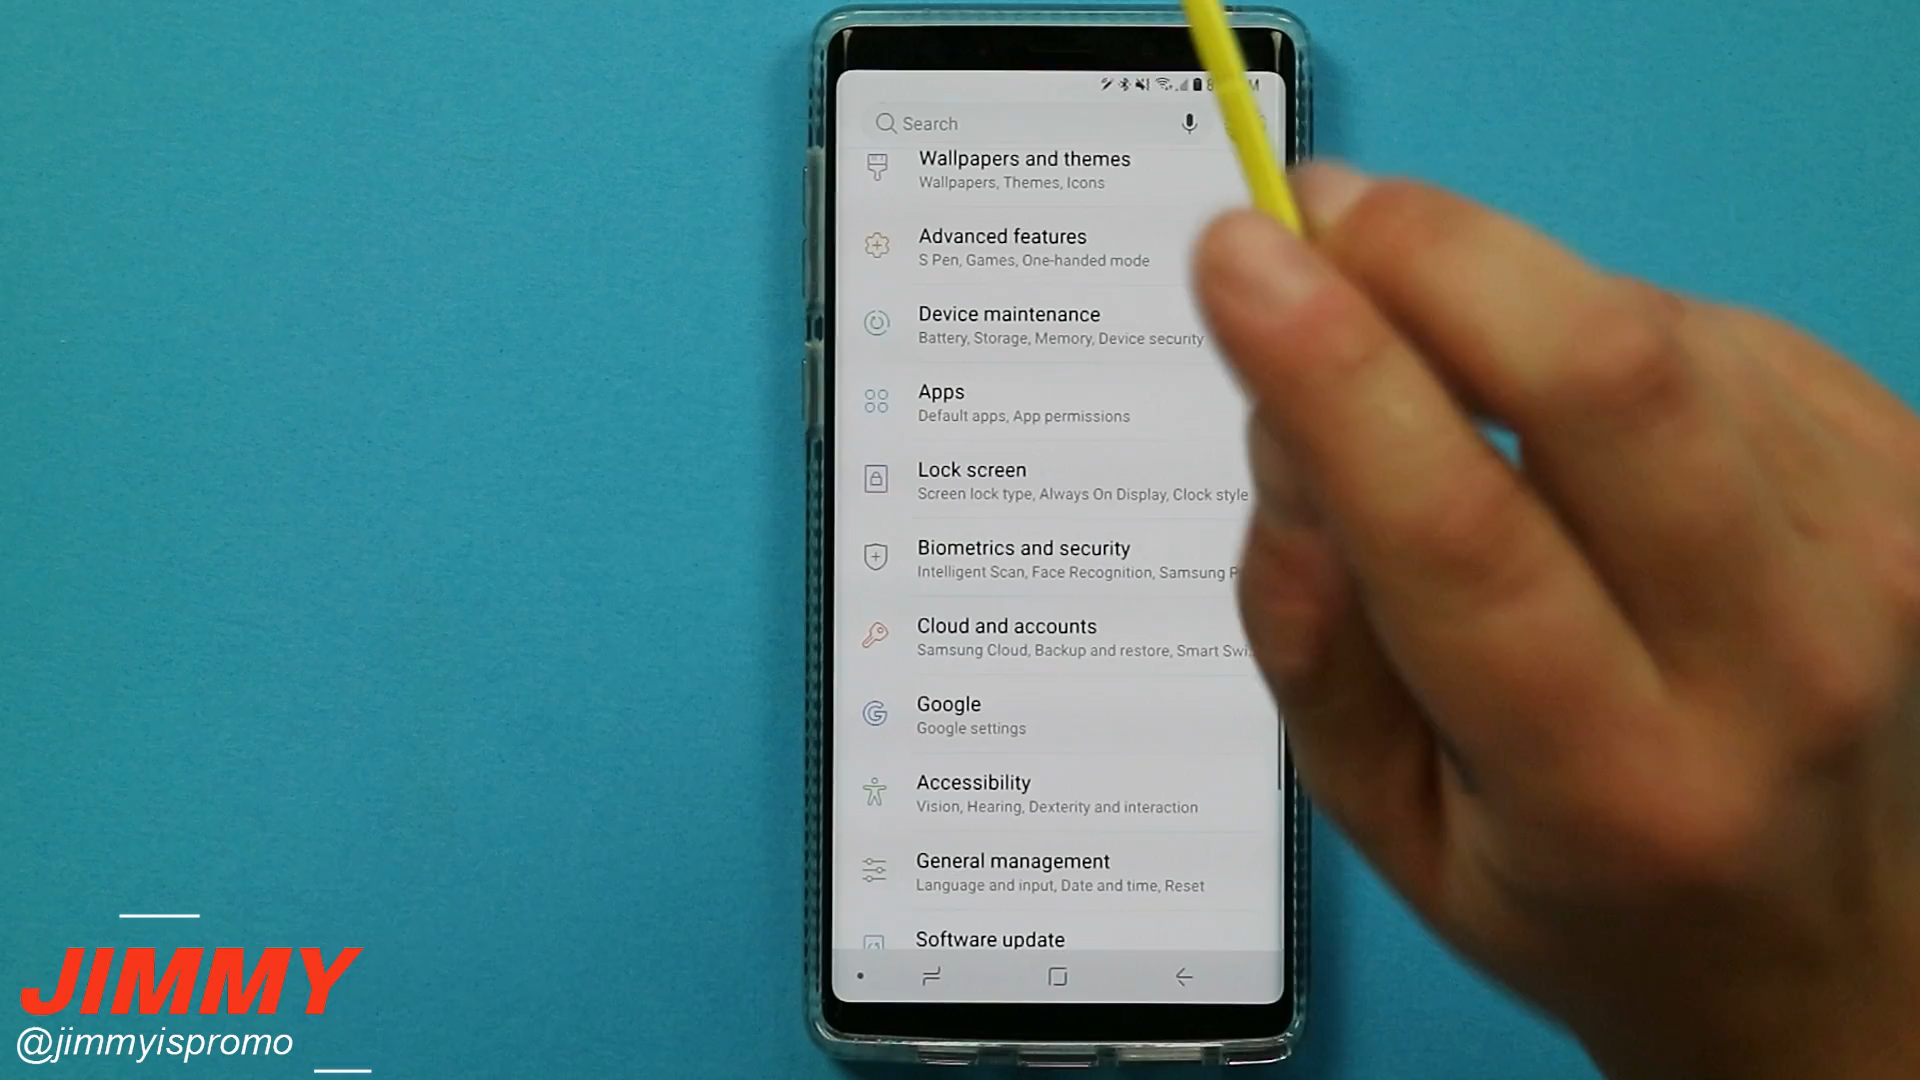 Search
Wallpapers and themes
Wallpapers, Themes, Icons
Advanced features
S Pen, Games, One-handed mode
Device maintenance
Battery, Storage, Memory, Device security
Apps
Default apps, App permissions
Lock screen
Screen lock type, Always On Display, Clock style
Biometrics and security
Intelligent Scan, Face Recognition, Samsung
Cloud and accounts
Samsung Cloud, Backup and restore, Smart
Google
Google settings
Accessibility
Vision, Hearing, Dexterity and interaction
General management
Language and input, Date and time, Reset
Software update
JIMMY
@jimmyispromo